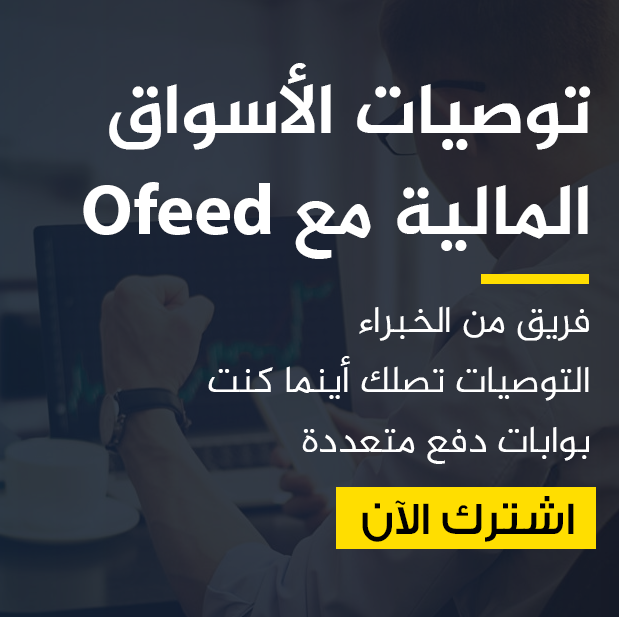 توصيات الأسواق
المالية مع Ofeed
فريق من الخبراء
التوصيات تصلك أينما كنت
بوابات دفع متعددة
اشترك الآن